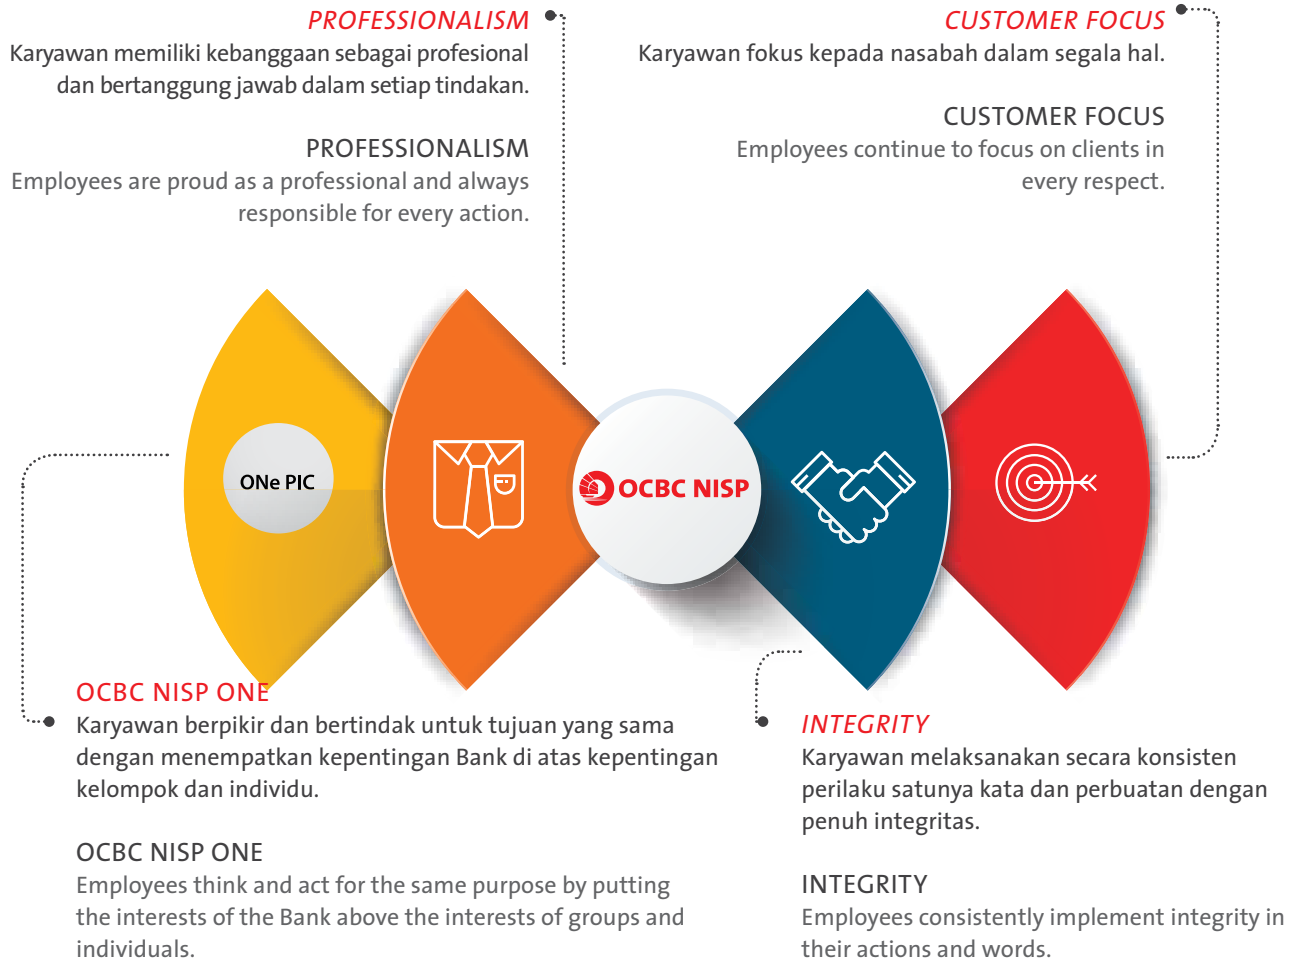 PROFESSIONALISM
Karyawan memiliki kebanggaan sebagai profesional
dan bertanggung jawab dalam setiap tindakan.
PROFESSIONALISM
Employees are proud as a professional and always
responsible for every action.
CUSTOMER FOCUS
Karyawan fokus kepada nasabah dalam segala hal.
CUSTOMER FOCUS
Employees continue to focus on clients in
every respect.
ONe PIC
OCBC NISP
OCBC NISP ONE
Karyawan berpikir dan bertindak untuk tujuan yang sama
dengan menempatkan kepentingan Bank di atas kepentingan
kelompok dan individu.
OCBC NISP ONE
Employees think and act for the same purpose by putting
the interests of the Bank above the interests of groups and
individuals.
INTEGRITY
Karyawan melaksanakan secara konsisten
perilaku satunya kata dan perbuatan dengan
penuh integritas.
INTEGRITY
Employees consistently implement integrity in
their actions and words.